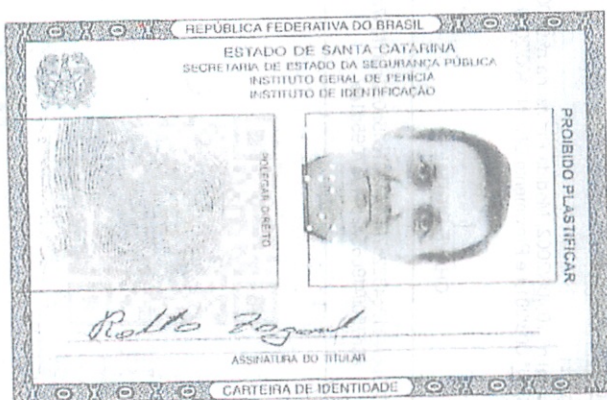 REPÚBLICA FEDERATIVA DO BRASIL
ESTADO DE SANTA CATARINA
SECRETARIA DE ESTADO DA SEGURANÇA PÚBLICA
INSTITUTO GERAL DE PERÍCIA
INSTITUTO DE IDENTIFICAÇÃO
POLEGAR DIREITO
PROIBIDO PLASTIFICAR
ASSINATURA DO TITULAR
CARTEIRA DE IDENTIDADE